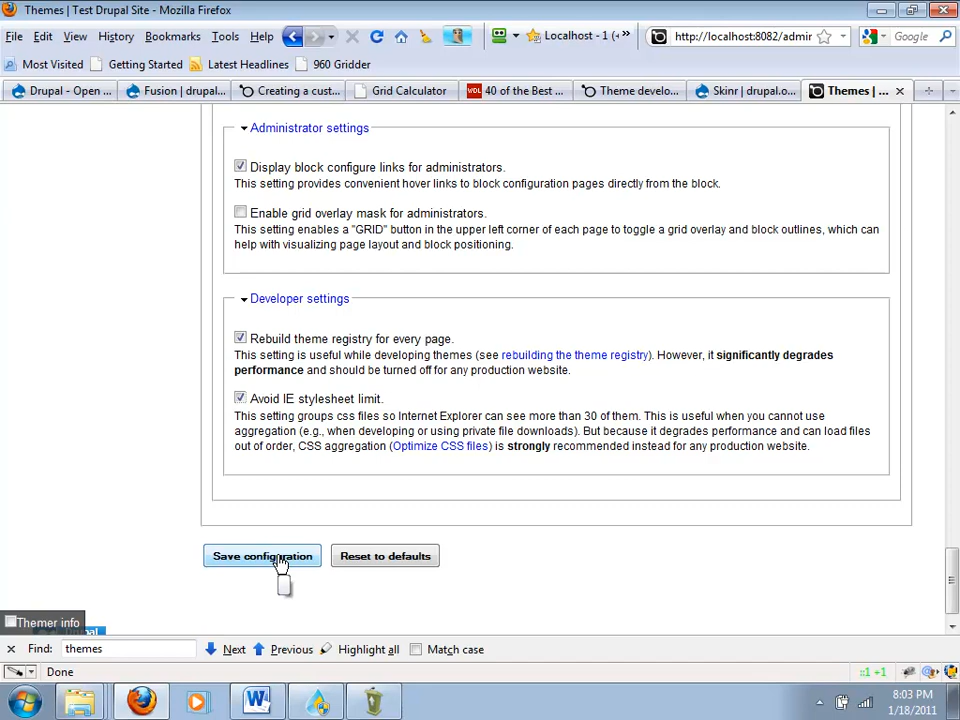 Themes | Test Drupal Site - Mozilla Firefox
File Edit View History Bookmarks Tools Help
Localhost - 1 (
http://localhost:8082/admir
Google
Most Visited Getting Started Latest Headlines 960 Gridder
Drupal - Open ... Fusion | drupal... Creating a cust... Grid Calculator WDL 40 of the Best ... Theme develo... Skinr | drupal.o... Themes | ...
Administrator settings
Display block configure links for administrators.
This setting provides convenient hover links to block configuration pages directly from the block.
Enable grid overlay mask for administrators.
This setting enables a "GRID" button in the upper left corner of each page to toggle a grid overlay and block outlines, which can
help with visualizing page layout and block positioning.
Developer settings
Rebuild theme registry for every page.
This setting is useful while developing themes (see rebuilding the theme registry). However, it significantly degrades
performance and should be turned off for any production website.
Avoid IE stylesheet limit.
This setting groups css files so Internet Explorer can see more than 30 of them. This is useful when you cannot use
aggregation (e.g., when developing or using private file downloads). But because it degrades performance and can load files
out of order, CSS aggregation (Optimize CSS files) is strongly recommended instead for any production website.
Save configuration Reset to defaults
Themer info
Find: themes Next Previous Highlight all Match case
Done
::1 +1
8:03 PM
1/18/2011